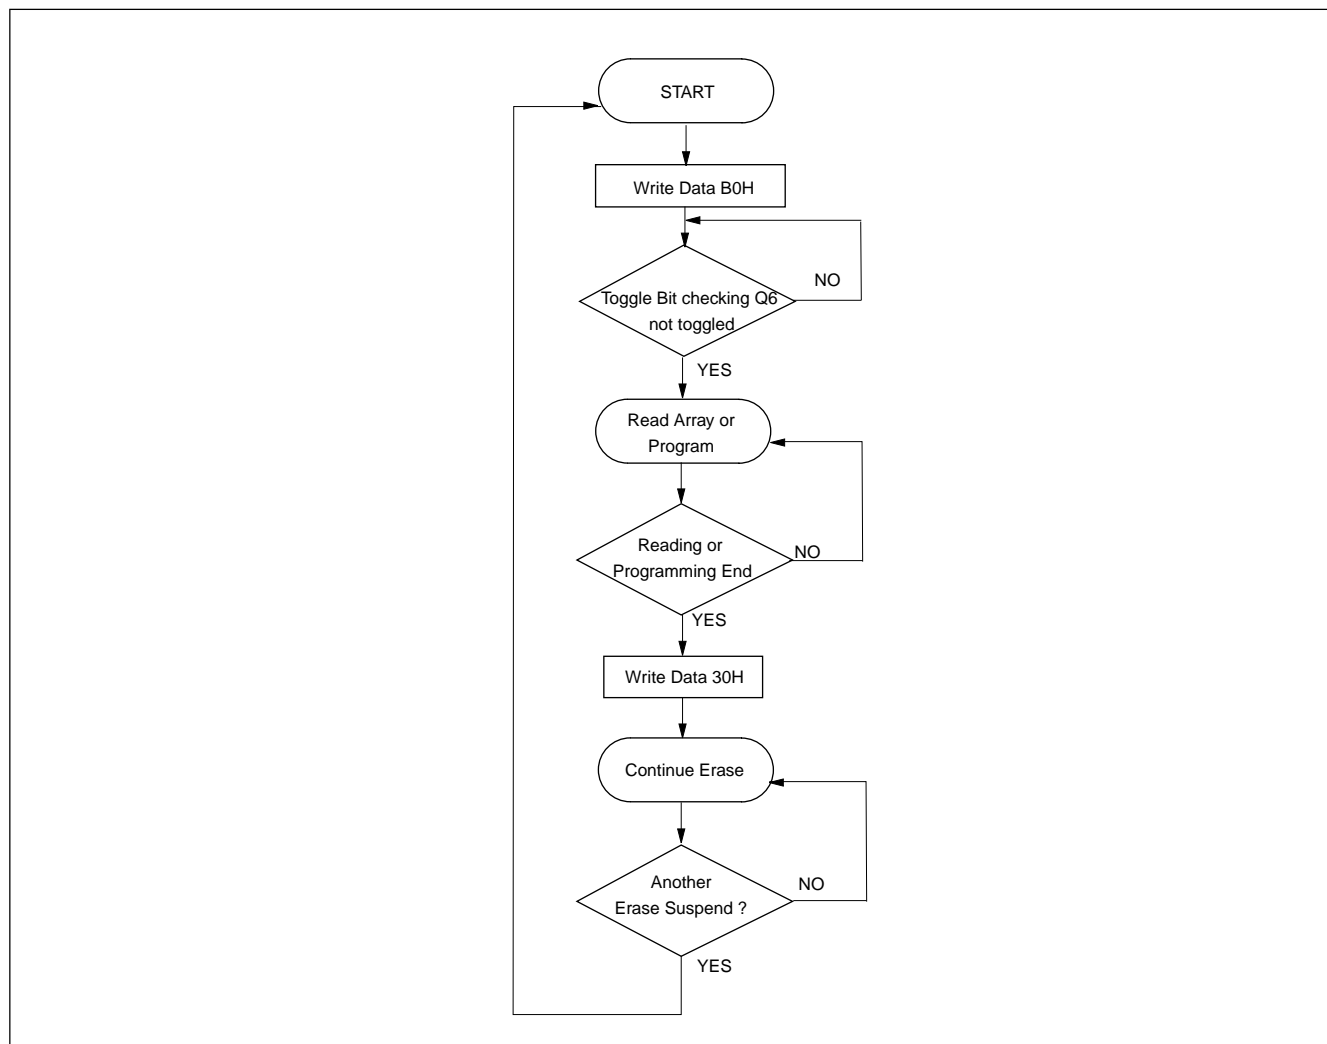 START
Write Data B0H
NO
Toggle Bit checking Q6
not toggled
YES
Read Array or
Program
Reading or
Programming End
NO
YES
Write Data 30H
Continue Erase
Another
Erase Suspend ?
NO
YES